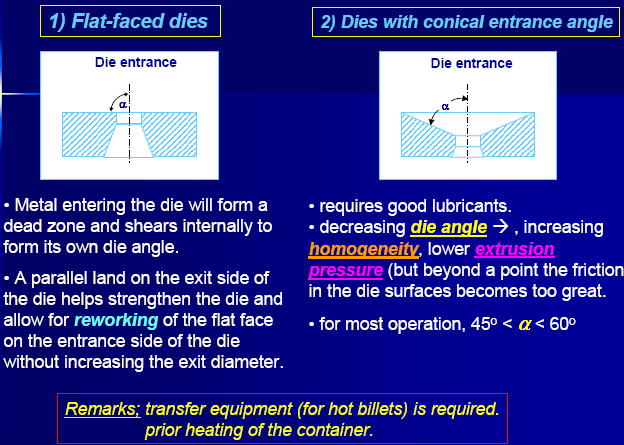 1) Flat-faced dies
Die entrance
α
• Metal entering the die will form a
dead zone and shears internally to
form its own die angle.
• A parallel land on the exit side of
the die helps strengthen the die and
allow for reworking of the flat face
on the entrance side of the die
without increasing the exit diameter.
2) Dies with conical entrance angle
Die entrance
α
• requires good lubricants.
• decreasing die angle → , increasing
homogeneity, lower extrusion
pressure (but beyond a point the friction
in the die surfaces becomes too great.
• for most operation, 45º < α < 60º
Remarks; transfer equipment (for hot billets) is required.
prior heating of the container.